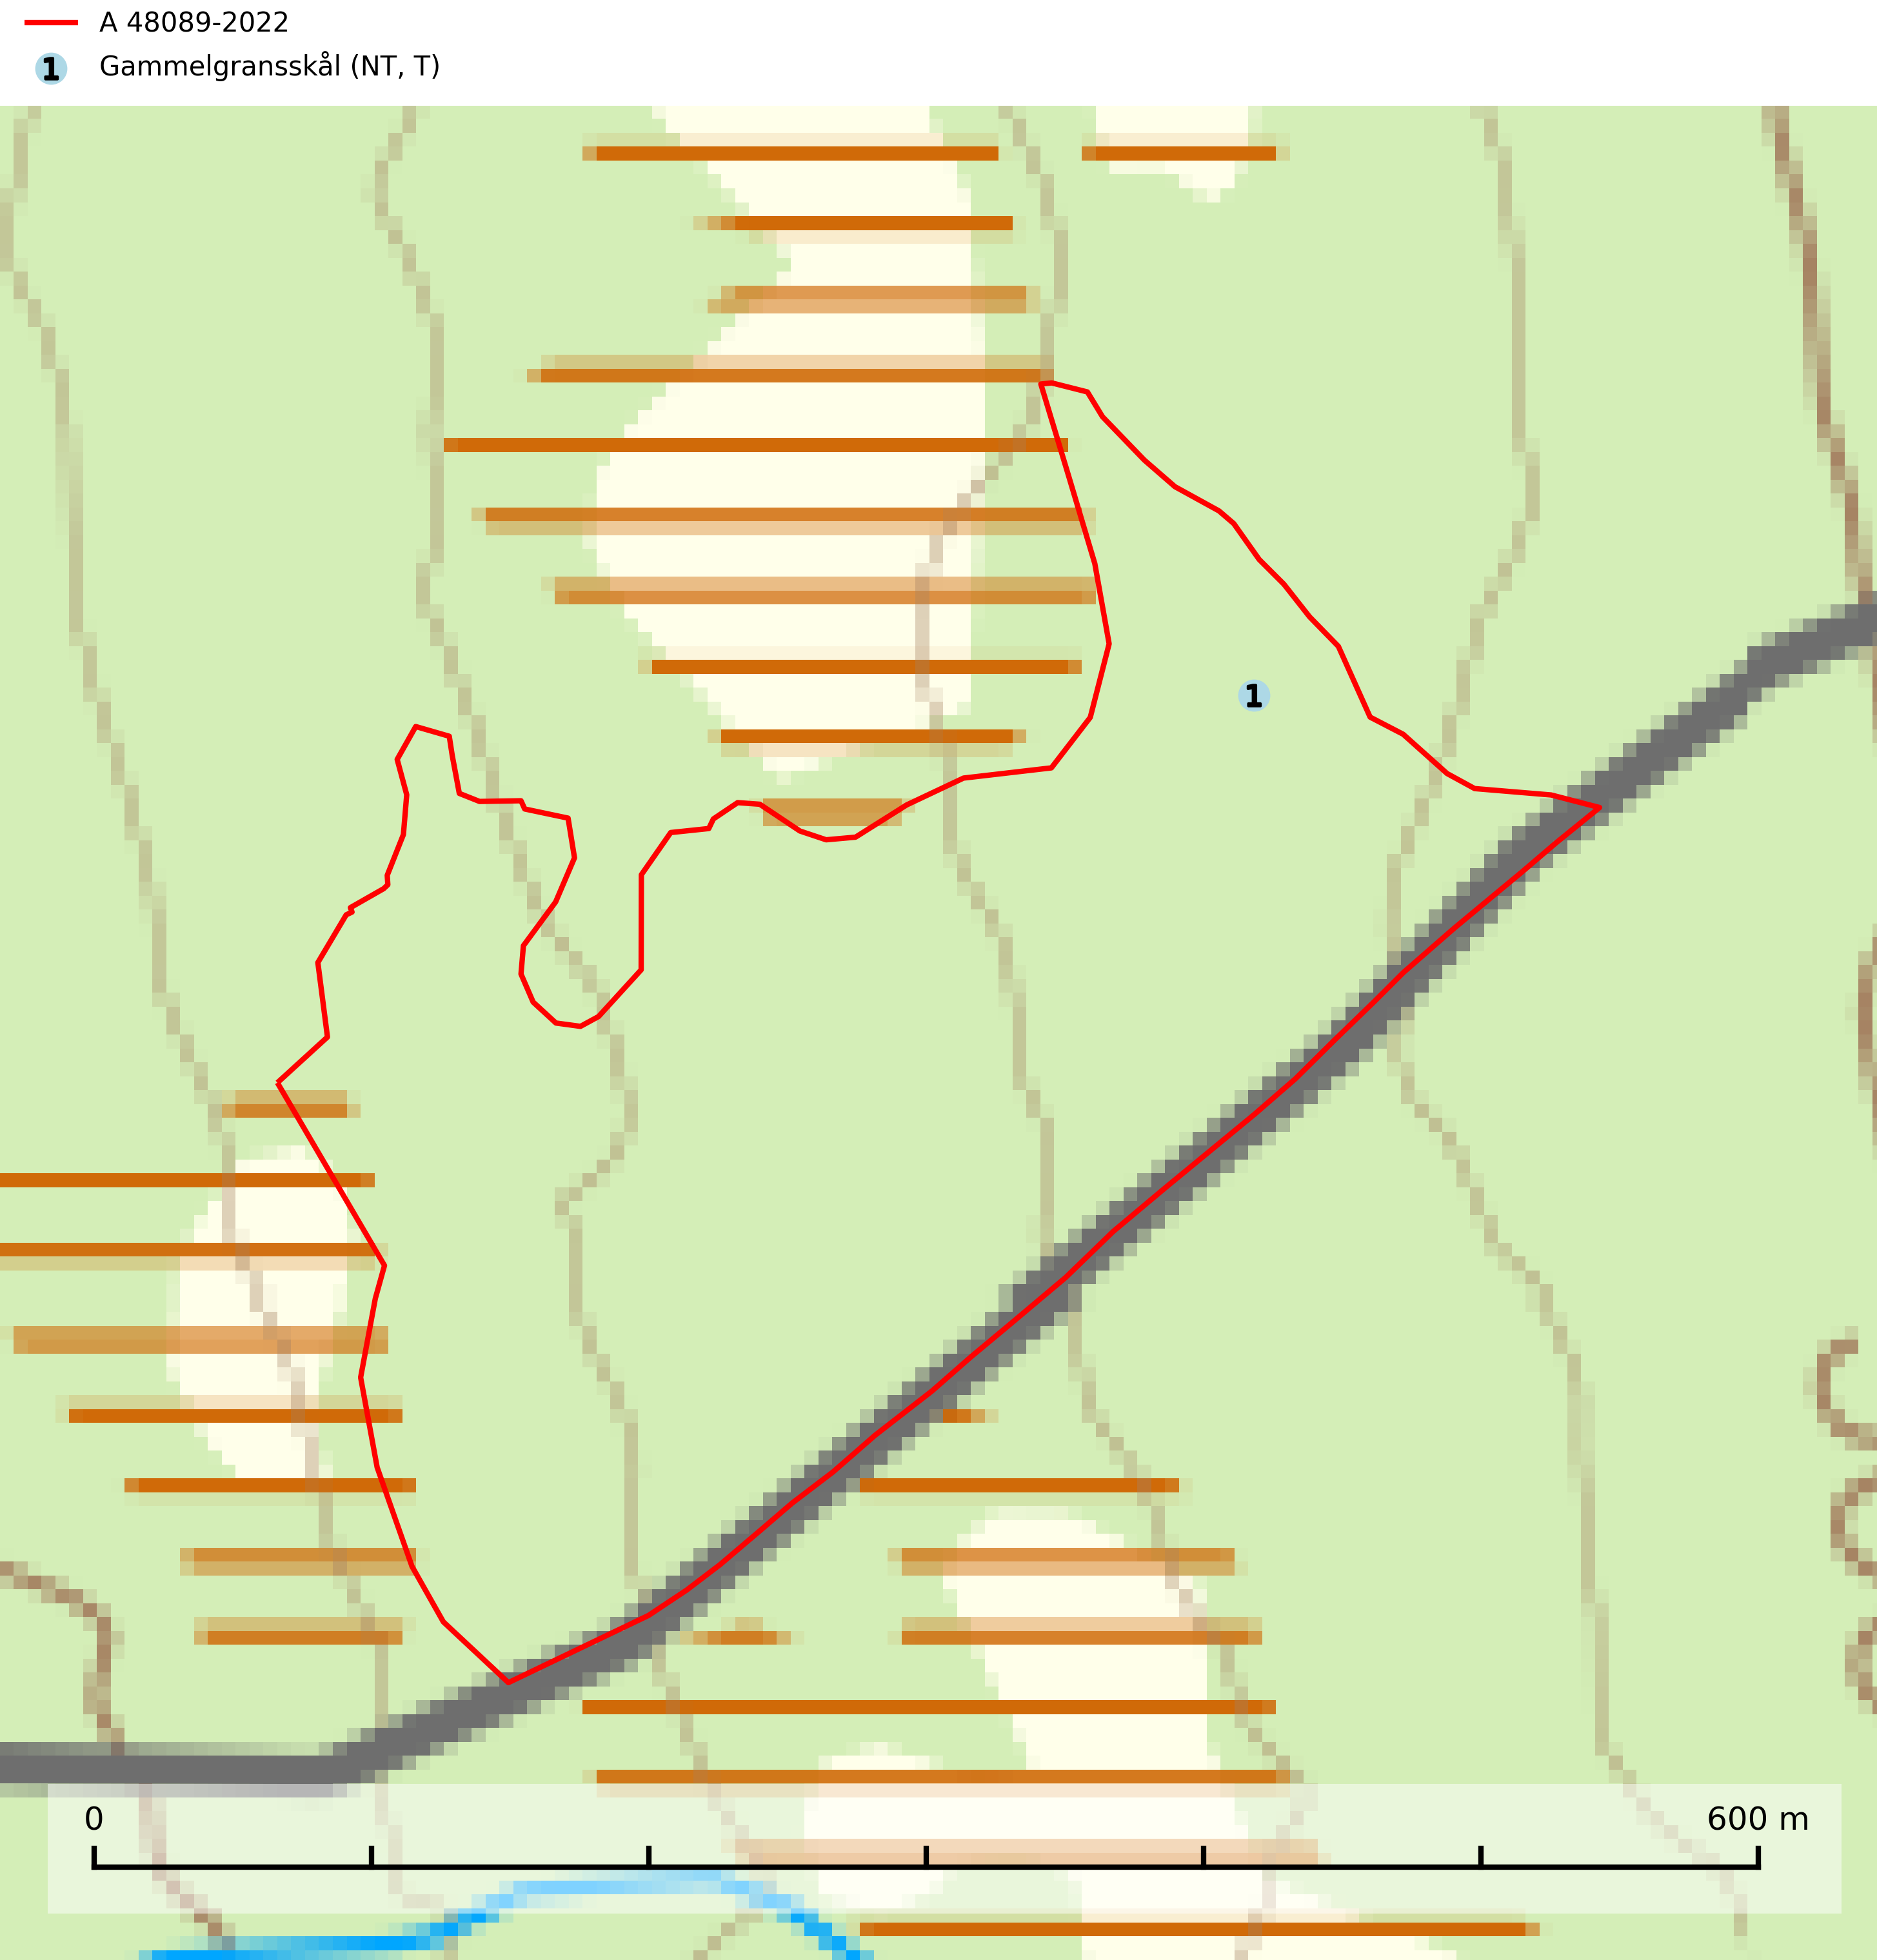 A 48089-2022
1 Gammelgransskål (NT, T)
1
0 600 m